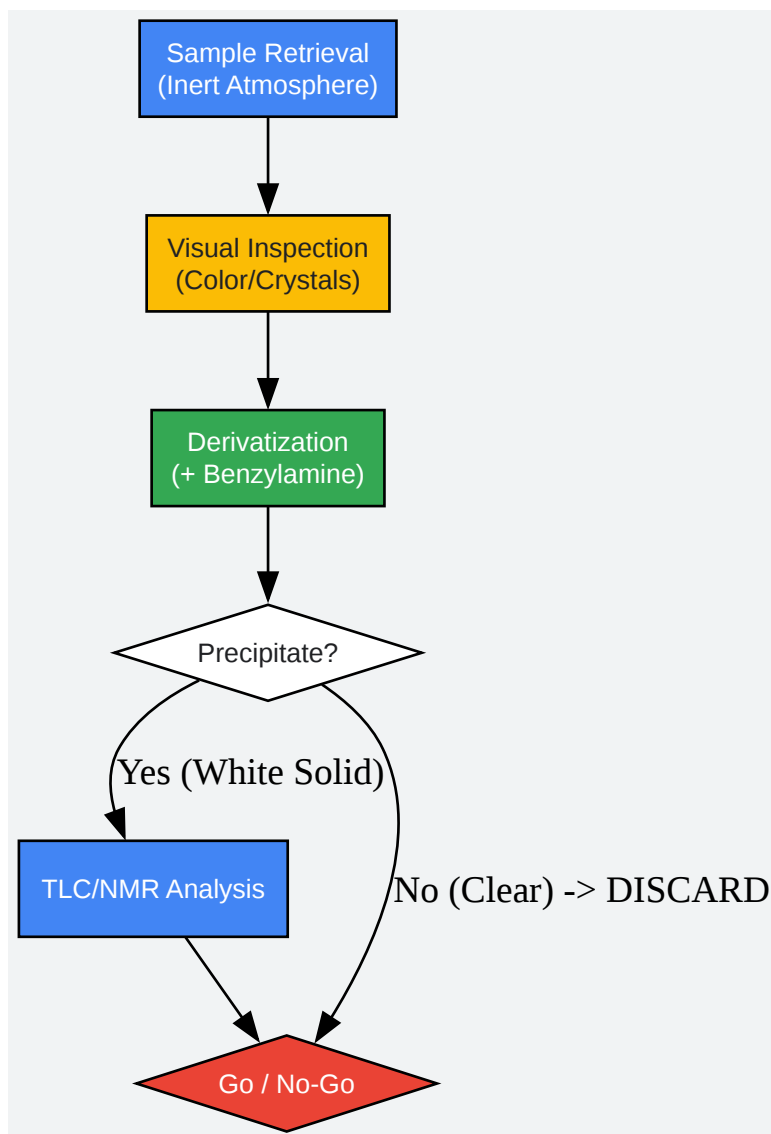 Sample Retrieval
(Inert Atmosphere)
Visual Inspection
(Color/Crystals)
Derivatization
(+ Benzylamine)
Precipitate?
Yes (White Solid)
TLC/NMR Analysis
No (Clear) -> DISCARD
Go / No-Go